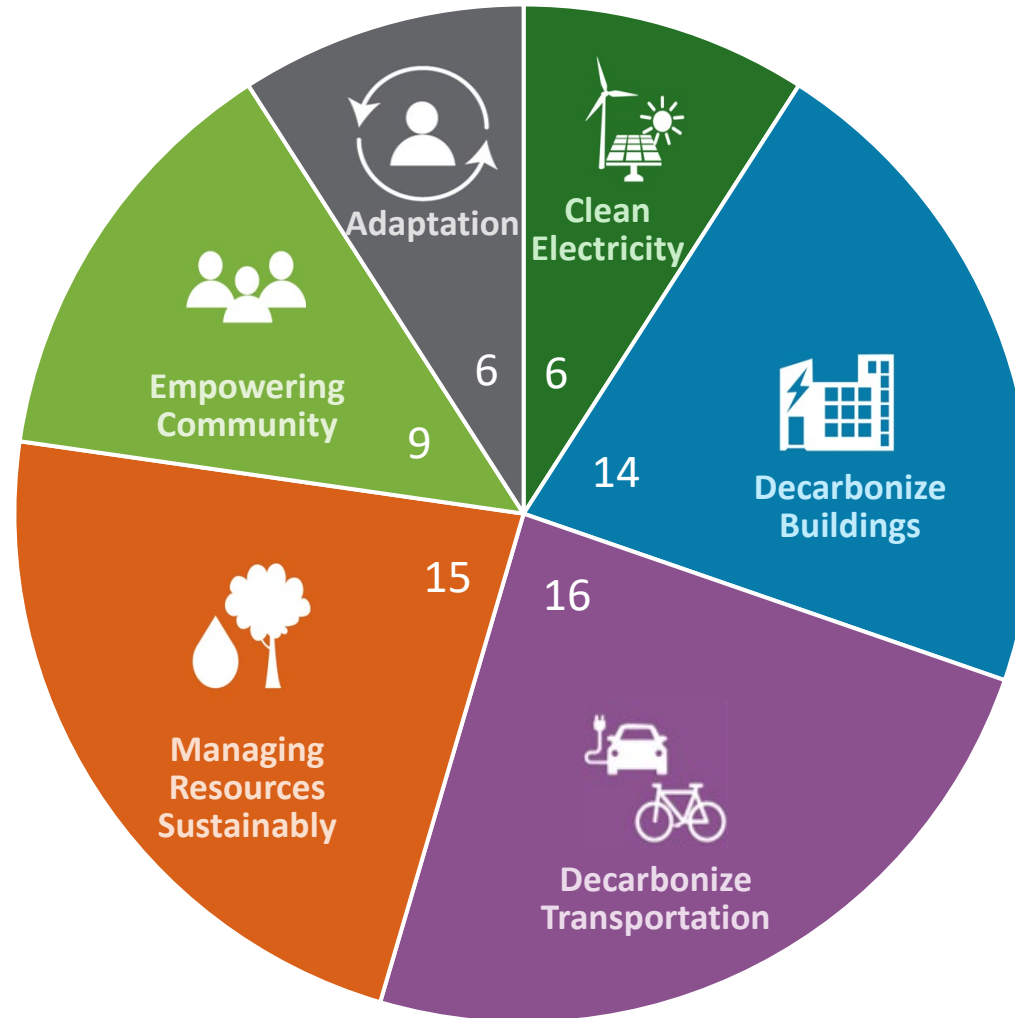 Adaptation
6
Clean
Electricity
6
14
Decarbonize
Buildings
16
Decarbonize
Transportation
15
Managing
Resources
Sustainably
Empowering
Community
9